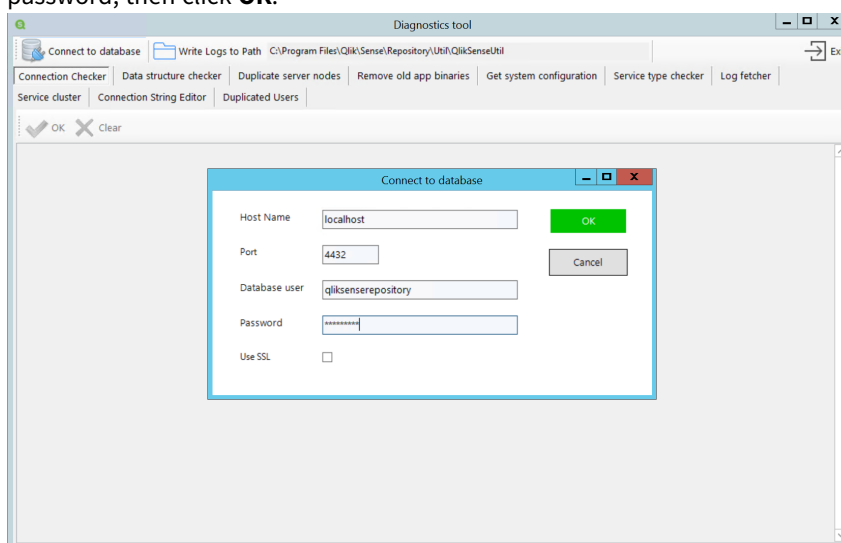 password, then click OK.
Diagnostics tool
Connect to database Write Logs to Path C:\Program Files\Qlik\Sense\Repository\Util\QlikSenseUtil Ex
Connection Checker Data structure checker Duplicate server nodes Remove old app binaries Get system configuration Service type checker Log fetcher
Service cluster Connection String Editor Duplicated Users
OK Clear
Connect to database
Host Name localhost OK
Port 4432 Cancel
Database user qliksenserepository
Password *********
Use SSL